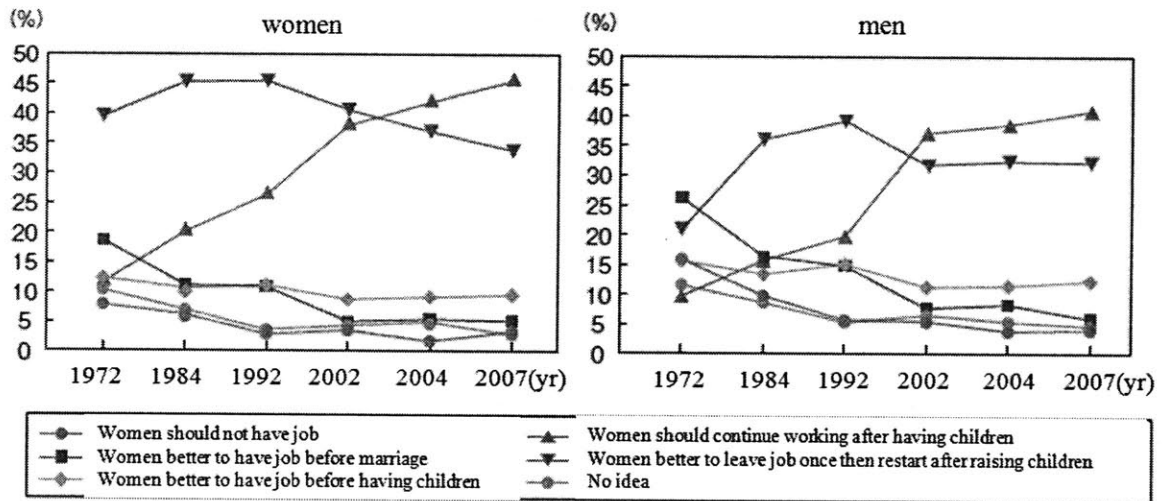 (%) women
50
45
40
35
30
25
20
15
10
5
0
1972 1984 1992 2002 2004 2007(yr)
(%) men
50
45
40
35
30
25
20
15
10
5
0
1972 1984 1992 2002 2004 2007(yr)
Women should not have job
Women better to have job before marriage
Women better to have job before having children
Women should continue working after having children
Women better to leave job once then restart after raising children
No idea